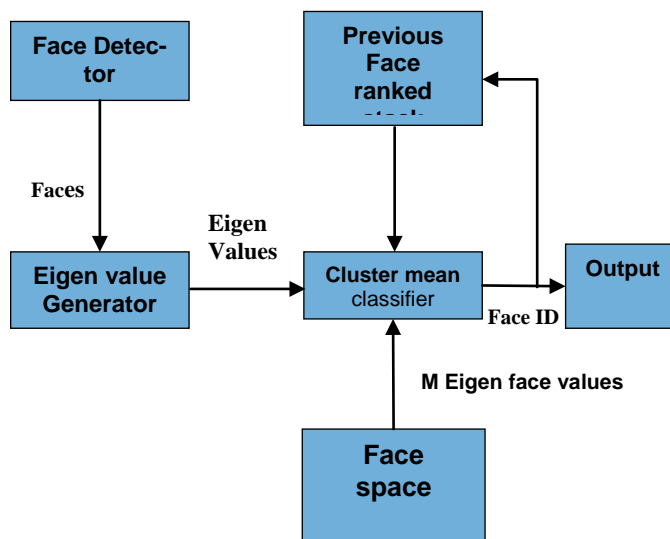 Face Detec-
tor
Previous
Face
ranked
Faces
Eigen
Values
Eigen value
Generator
Cluster mean
classifier
Face ID
Output
M Eigen face values
Face
space